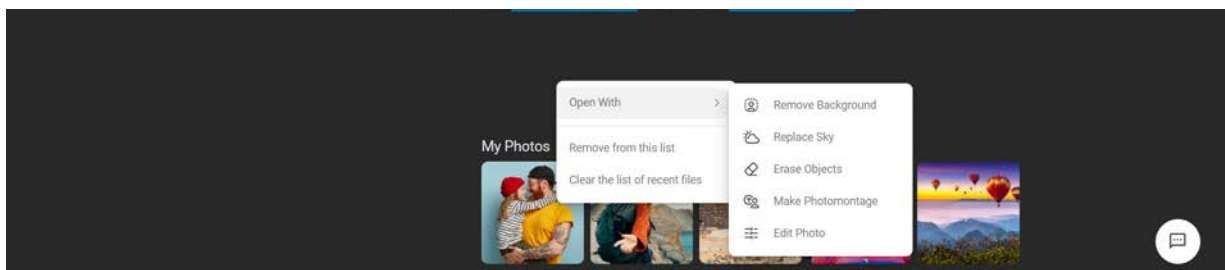 Open With
Remove Background
Replace Sky
My Photos
Remove from this list
Erase Objects
Clear the list of recent files
Make Photomontage
Edit Photo